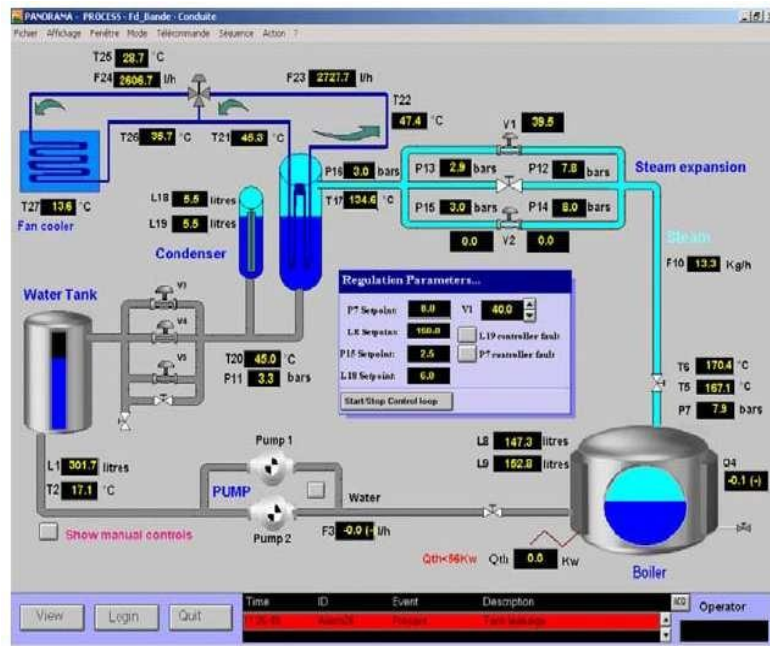 PANORAMA - PROCESS - Fd_Bande - Conduite
Fichier Affichage Fenêtre Mode Télécommande Séquence Action ?
T25 28.7 °C
F24 2606.7 l/h
F23 2727.7 l/h
T22
47.4 °C
V1 39.5
T26 °C
T21 °C
P16 3.0 bars
P13 2.9 bars
P12 7.8 bars
Steam expansion
L18 5.5 litres
T17 134.6 °C
P15 3.0 bars
P14 8.0 bars
T27 13.6 °C
L19 5.5 litres
Fan cooler
0.0 V2 0.0
Steam
Condenser
F10 13.3 Kg/h
Regulation Parameters...
Water Tank
V3
P7 Setpoint: 8.0 V1 40.0
V4
L8 Setpoint: L19 controller fault
P15 Setpoint: 2.5 P7 controller fault
V5
T20 45.0 °C
L18 Setpoint: 6.0
P11 3.3 bars
T6 170.4 °C
Start/Stop Control loop
T5 167.1 °C
P7 7.9 bars
Pump 1
L8 147.3 litres
L1 301.7 litres
L9 152.8 litres
Q4
T2 17.1 °C
PUMP
-0.1 (-)
Water
Show manual controls
Pump 2
F3 -0.0 (-) l/h
Qth<56Kw Qth 0.0 Kw
Boiler
Time ID Event Description ACQ Operator
View Login Quit
Tank leakage